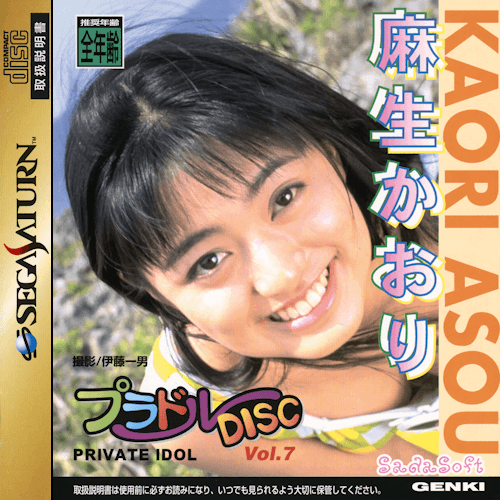 COMPACT
disc
取扱説明書
SEGA SATURN™
推奨年齢
全年齢
麻生かおり
KAORI ASOU
撮影/伊藤一男
プラドルDISC
PRIVATE IDOL
Vol.7
SadaSoft
取扱説明書は使用前に必ずお読みになり、いつでも見られるよう大切に保管してください。
GENKI